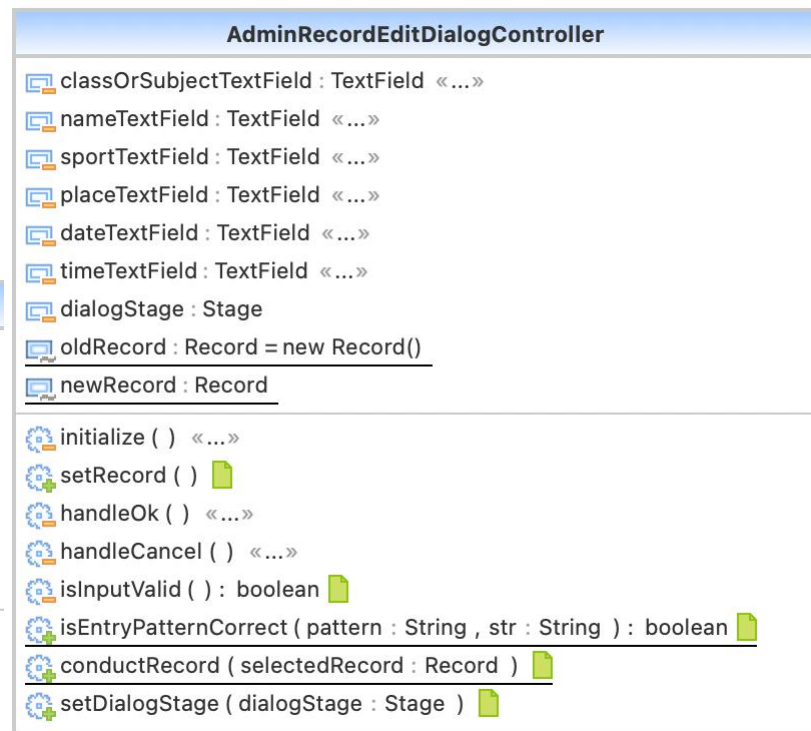 AdminRecordEditDialogController
classOrSubjectTextField : TextField «...»
nameTextField : TextField «...»
sportTextField : TextField «...»
placeTextField : TextField «...»
dateTextField : TextField «...»
timeTextField : TextField «...»
dialogStage : Stage
oldRecord : Record = new Record()
newRecord : Record
initialize ( ) «...»
setRecord ( )
handleOk ( ) «...»
handleCancel ( ) «...»
isInputValid ( ) : boolean
isEntryPatternCorrect ( pattern : String , str : String ) : boolean
conductRecord ( selectedRecord : Record )
setDialogStage ( dialogStage : Stage )